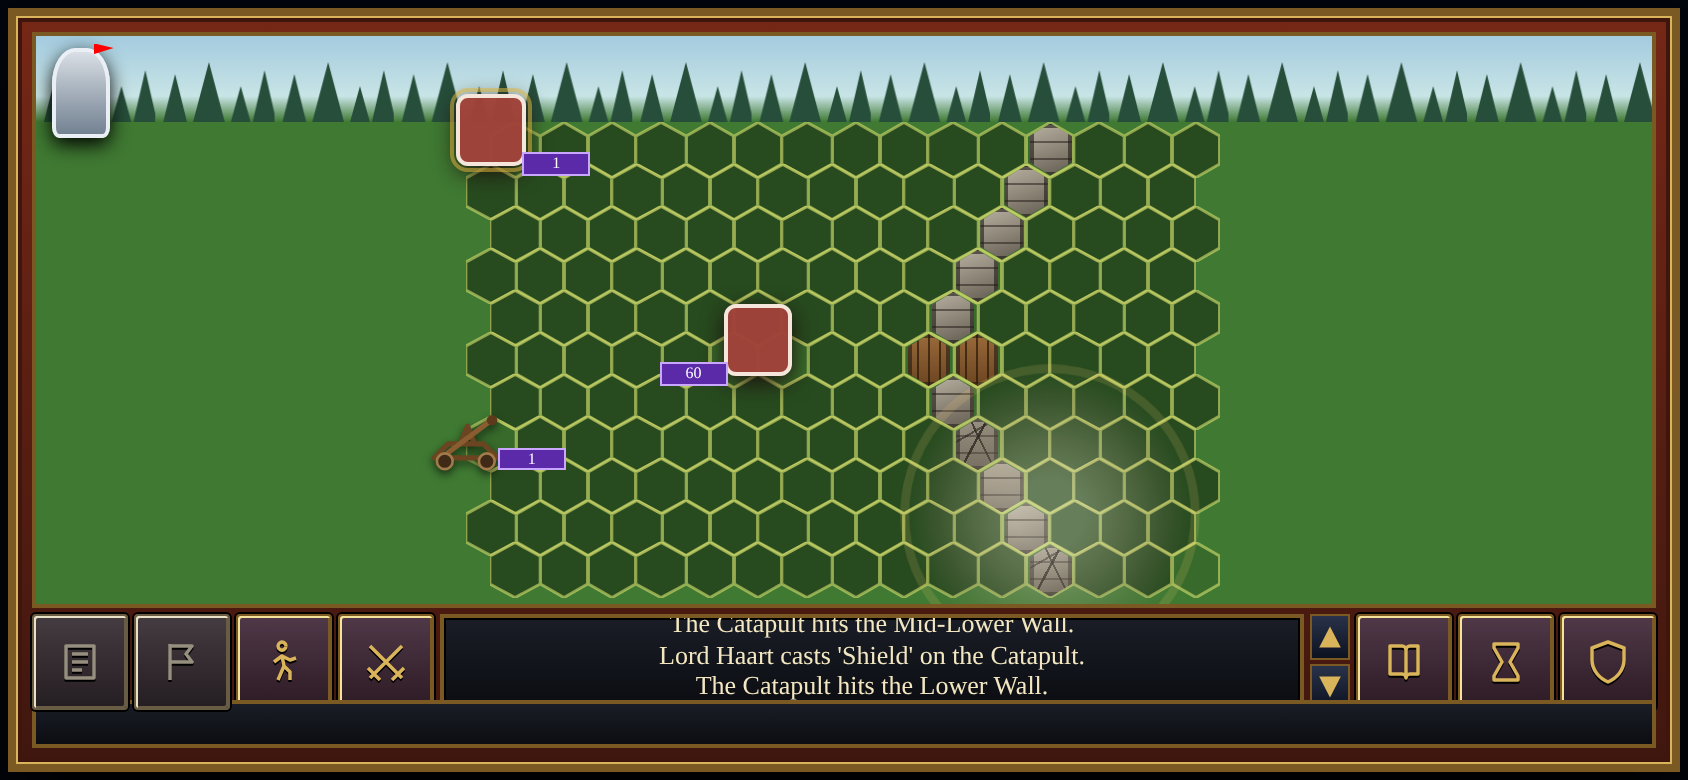 1
60
1
The Catapult hits the Mid-Lower Wall.
Lord Haart casts 'Shield' on the Catapult.
The Catapult hits the Lower Wall.